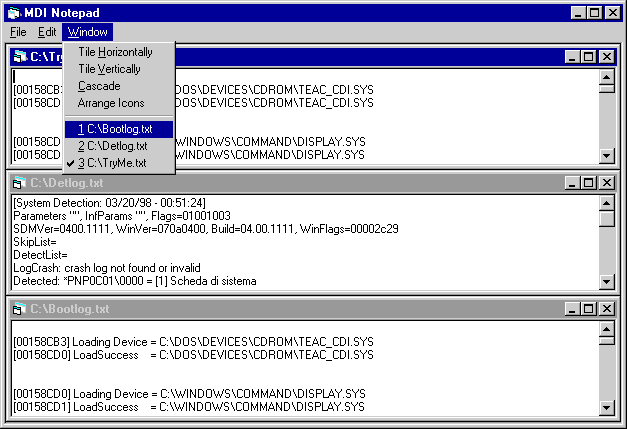 MDI Notepad
File Edit Window
Tile Horizontally
Tile Vertically
Cascade
Arrange Icons
1 C:\Bootlog.txt
2 C:\Detlog.txt
✓ 3 C:\TryMe.txt
C:\Try
[00158CB3 \DOS\DEVICES\CDROM\TEAC_CDI.SYS
[00158CD \DOS\DEVICES\CDROM\TEAC_CDI.SYS
[00158CD WINDOWS\COMMAND\DISPLAY.SYS
[00158CD WINDOWS\COMMAND\DISPLAY.SYS
C:\Detlog.txt
[System Detection: 03/20/98 - 00:51:24]
Parameters "", InfParams "", Flags=01001003
SDMVer=0400.1111, WinVer=070a0400, Build=04.00.1111, WinFlags=00002c29
SkipList=
DetectList=
LogCrash: crash log not found or invalid
Detected: *PNP0C01\0000 = [1] Scheda di sistema
C:\Bootlog.txt
[00158CB3] Loading Device = C:\DOS\DEVICES\CDROM\TEAC_CDI.SYS
[00158CD0] LoadSuccess = C:\DOS\DEVICES\CDROM\TEAC_CDI.SYS
[00158CD0] Loading Device = C:\WINDOWS\COMMAND\DISPLAY.SYS
[00158CD1] LoadSuccess = C:\WINDOWS\COMMAND\DISPLAY.SYS